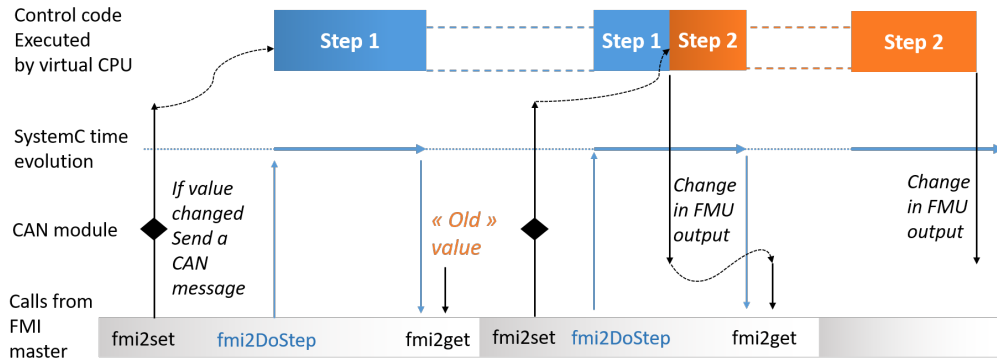 Control code
Executed
by virtual CPU
Step 1
Step 1
Step 2
Step 2
SystemC time
evolution
CAN module
If value
changed
Send a
CAN
message
« Old »
value
Change
in FMU
output
Change
in FMU
output
Calls from
FMI
master
fmi2set
fmi2DoStep
fmi2get
fmi2set
fmi2DoStep
fmi2get